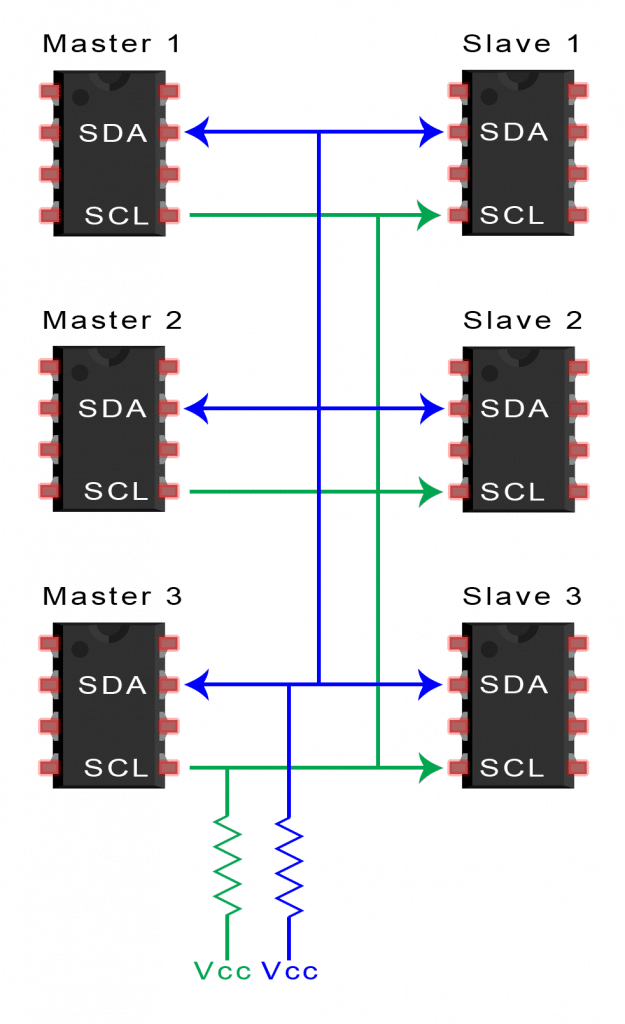 Master 1
Slave 1
SDA
SDA
SCL
SCL
Master 2
Slave 2
SDA
SDA
SCL
SCL
Master 3
Slave 3
SDA
SDA
SCL
SCL
Vcc Vcc